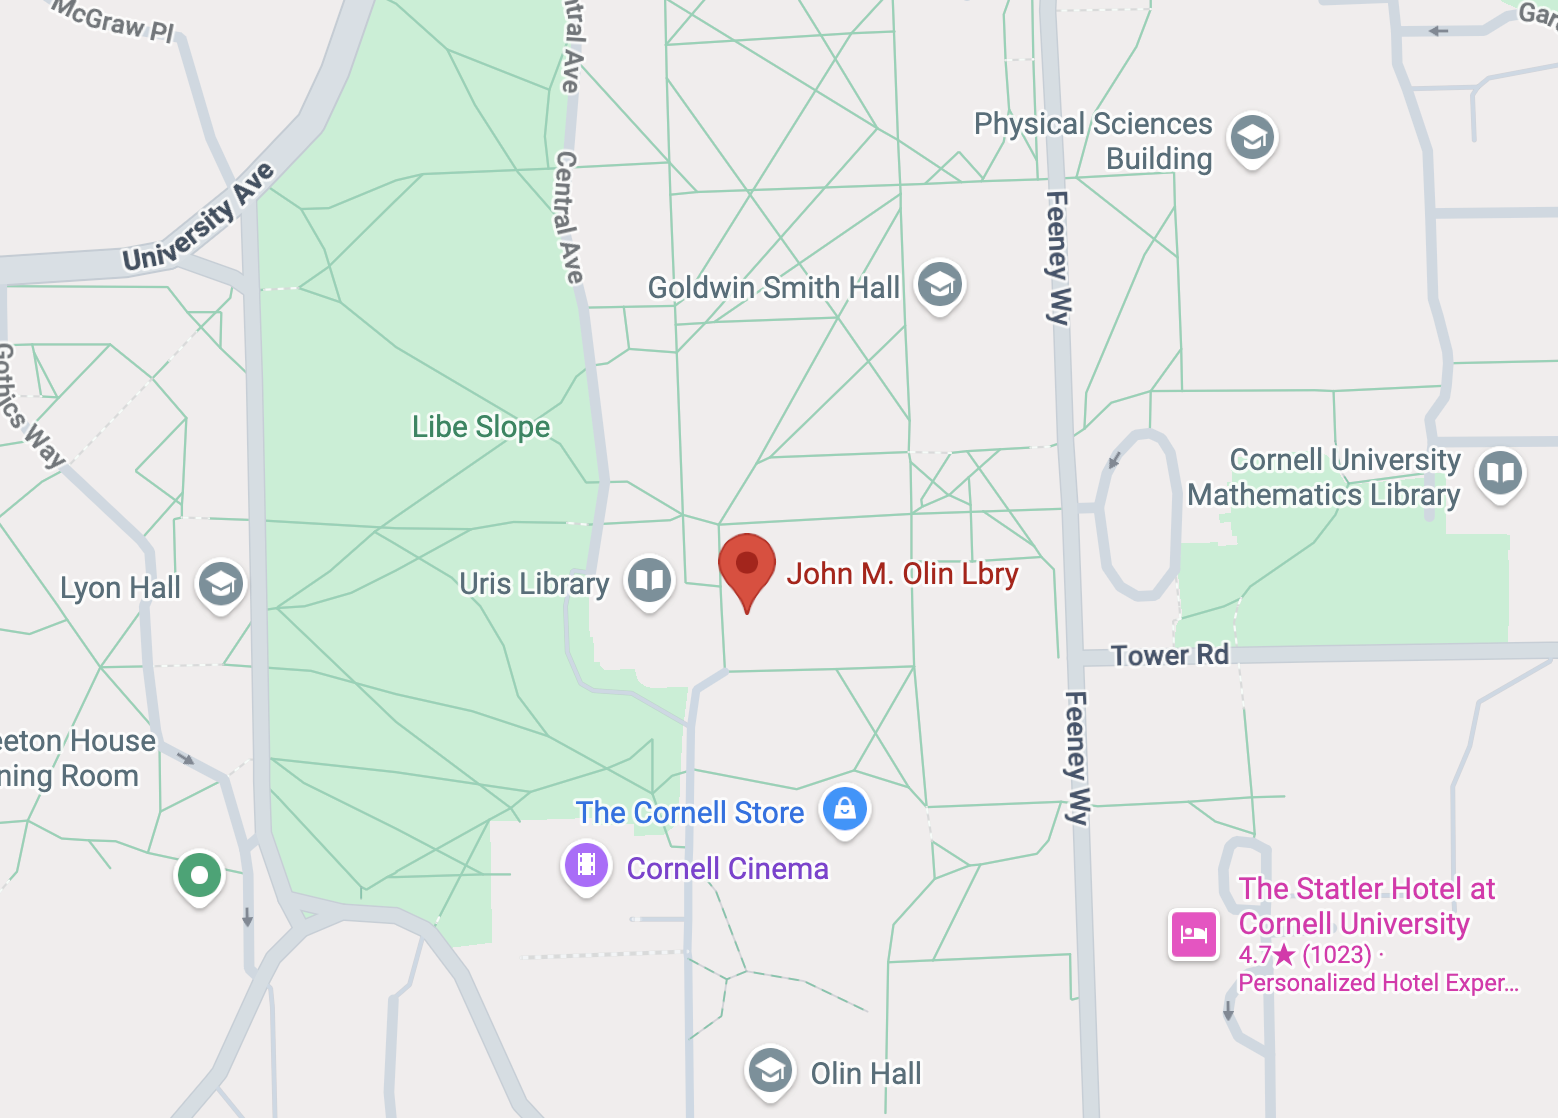 McGraw Pl
ntral Ave
Central Ave
University Ave
Gothics Way
Physical Sciences
Building
Feeney Wy
Goldwin Smith Hall
Libe Slope
Cornell University
Mathematics Library
Lyon Hall
Uris Library
John M. Olin Lbry
Tower Rd
Feeney Wy
eeton House
ning Room
The Cornell Store
Cornell Cinema
The Statler Hotel at
Cornell University
4.7★ (1023) ·
Personalized Hotel Exper...
Olin Hall